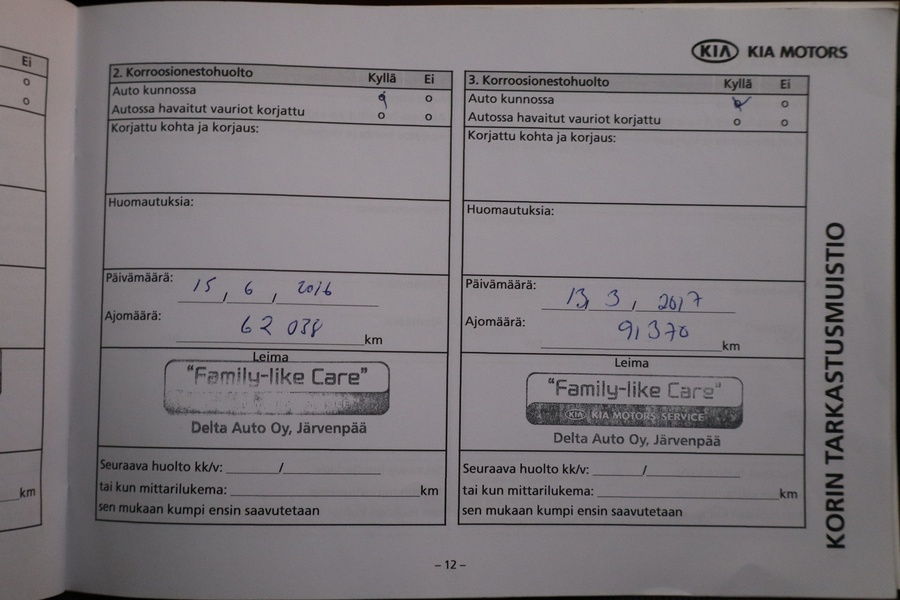 Ei
km
KIA KIA MOTORS
2. Korroosionestohuolto Kyllä Ei
Auto kunnossa
Autossa havaitut vauriot korjattu
Korjattu kohta ja korjaus:
Huomautuksia:
Päivämäärä: 15, 6, 2016
Ajomäärä: 62 038 km
Leima
"Family-like Care"
Delta Auto Oy, Järvenpää
Seuraava huolto kk/v: /
tai kun mittarilukema: km
sen mukaan kumpi ensin saavutetaan
3. Korroosionestohuolto Kyllä Ei
Auto kunnossa
Autossa havaitut vauriot korjattu
Korjattu kohta ja korjaus:
Huomautuksia:
Päivämäärä: 13, 3, 2017
Ajomäärä: 91370 km
Leima
"Family-like Care"
KIA KIA MOTORS SERVICE
Delta Auto Oy, Järvenpää
Seuraava huolto kk/v: /
tai kun mittarilukema: km
sen mukaan kumpi ensin saavutetaan
KORIN TARKASTUSMUISTIO
– 12 –